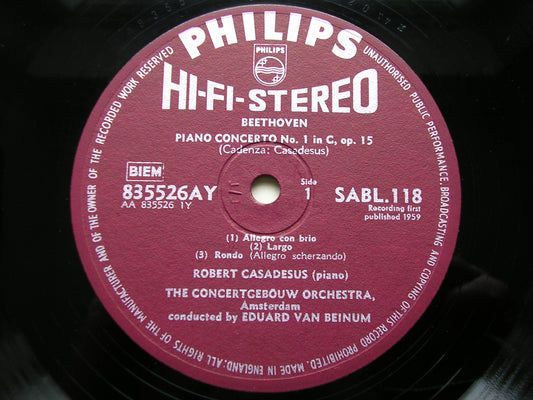 PHILIPS
PHILIPS
HI-FI-STEREO
BEETHOVEN
PIANO CONCERTO No. 1 in C, op. 15
(Cadenza: Casadesus)
BIEM
835526AY
AA 835526 1Y
Side
1
SABL.118
Recording first
published 1959
(1) Allegro con brio
(2) Largo
(3) Rondo (Allegro scherzando)
ROBERT CASADESUS (piano)
THE CONCERTGEBOUW ORCHESTRA,
Amsterdam
conducted by EDUARD VAN BEINUM
MADE IN ENGLAND: ALL RIGHTS OF THE MANUFACTURER AND OF THE OWNER OF THE RECORDED WORK RESERVED
UNAUTHORISED PUBLIC PERFORMANCE, BROADCASTING AND COPYING OF THIS RECORD PROHIBITED.